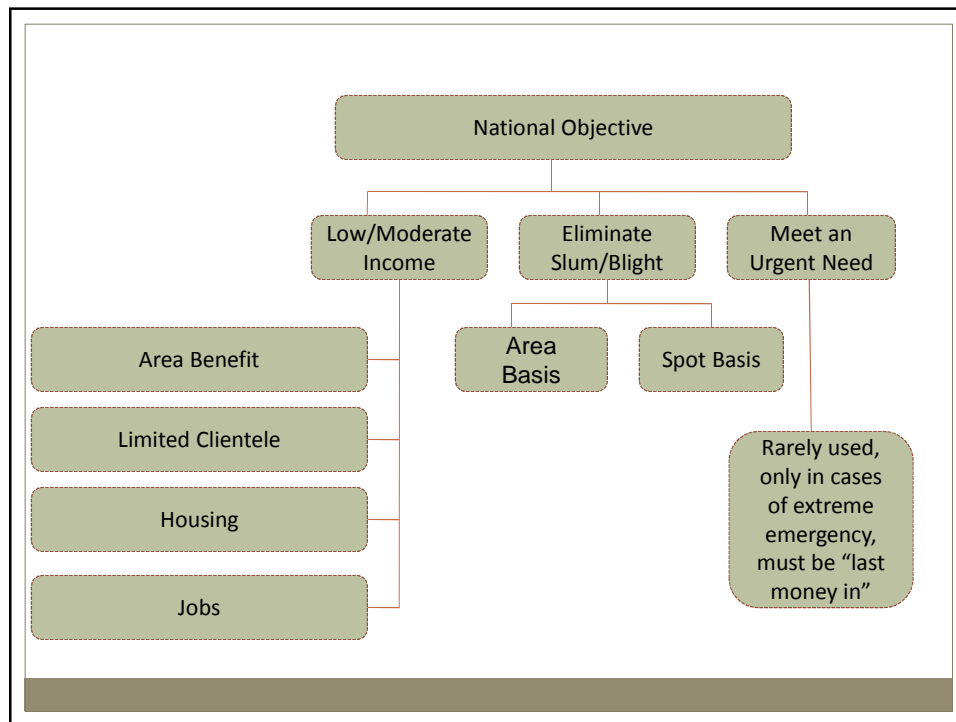 National Objective
Low/Moderate
Income
Eliminate
Slum/Blight
Meet an
Urgent Need
Area Benefit
Limited Clientele
Housing
Jobs
Area
Basis
Spot Basis
Rarely used,
only in cases
of extreme
emergency,
must be “last
money in”